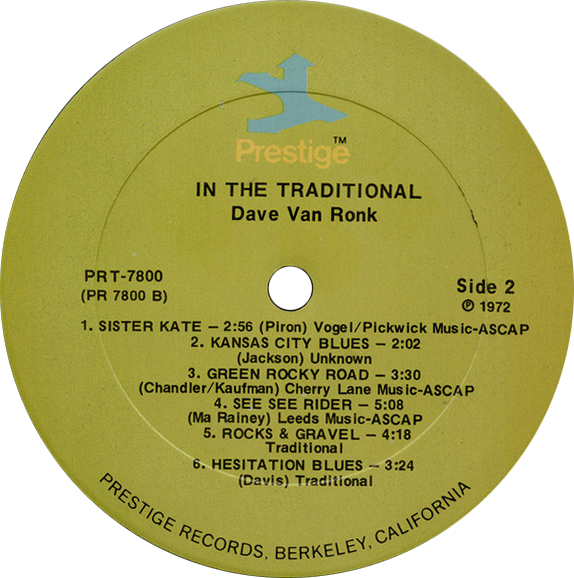 Prestige™
IN THE TRADITIONAL
Dave Van Ronk
PRT-7800
(PR 7800 B)
Side 2
℗ 1972
1. SISTER KATE – 2:56 (Piron) Vogel/Pickwick Music-ASCAP
2. KANSAS CITY BLUES – 2:02
(Jackson) Unknown
3. GREEN ROCKY ROAD – 3:30
(Chandler/Kaufman) Cherry Lane Music-ASCAP
4. SEE SEE RIDER – 5:08
(Ma Rainey) Leeds Music-ASCAP
5. ROCKS & GRAVEL – 4:18
Traditional
6. HESITATION BLUES – 3:24
(Davis) Traditional
PRESTIGE RECORDS, BERKELEY, CALIFORNIA